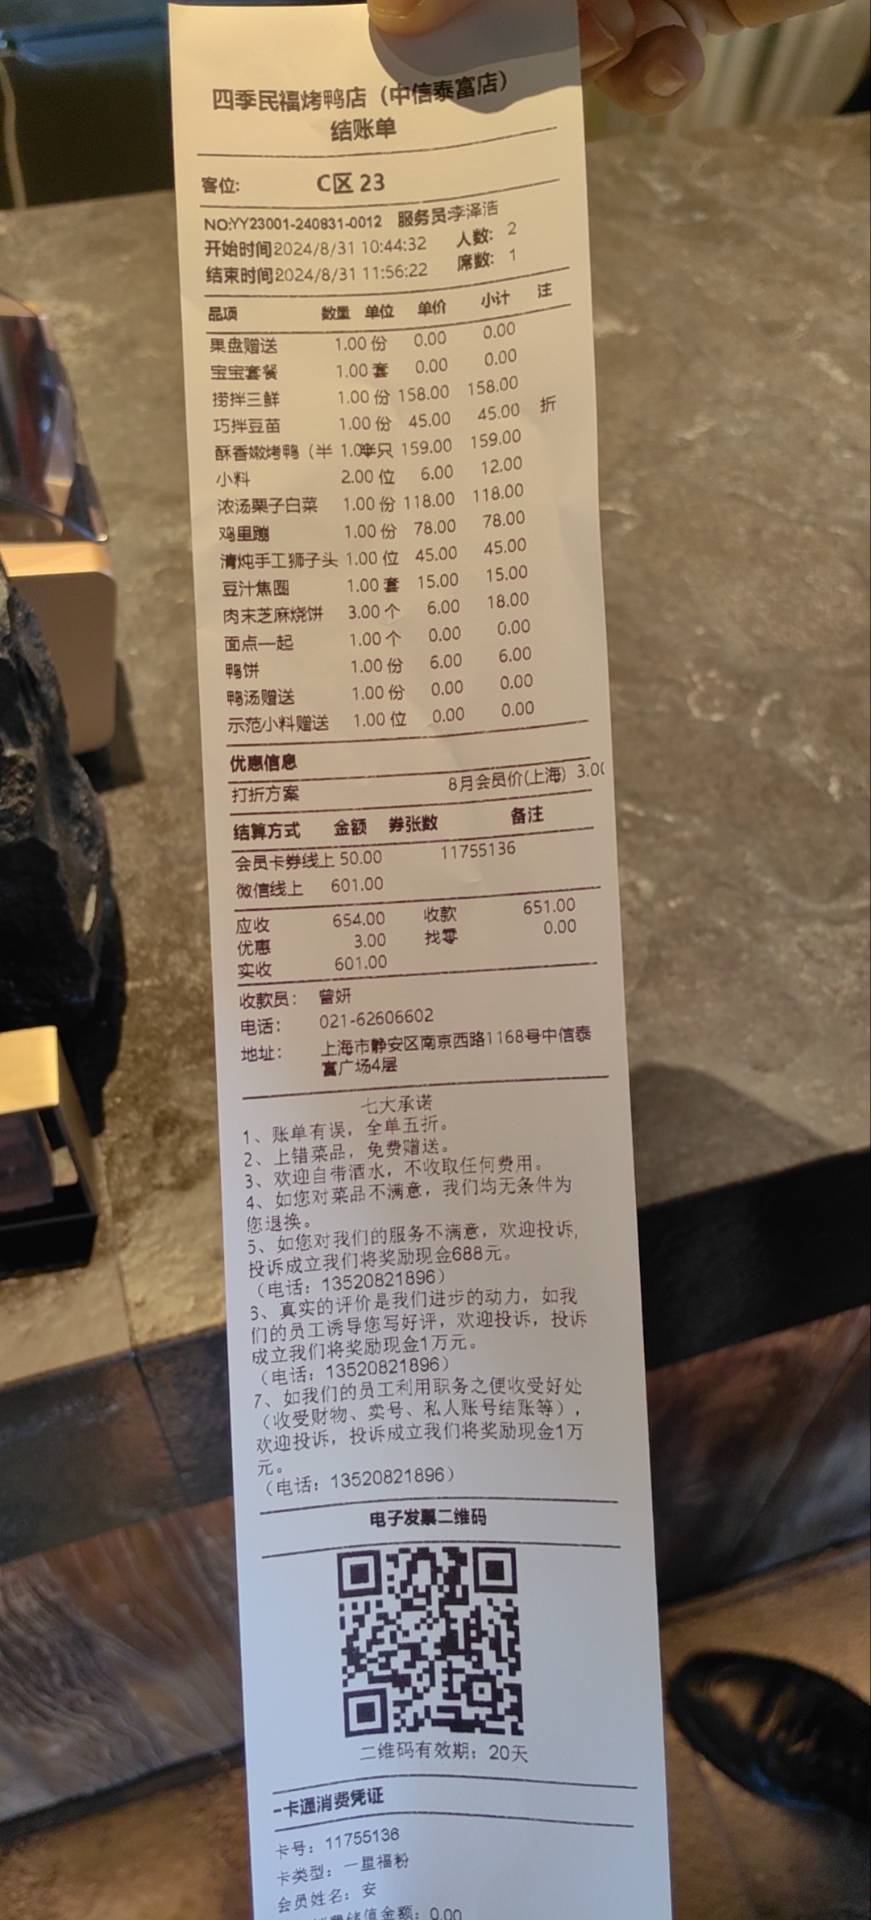 四季民福烤鸭店（中信泰富店）
结账单
客位: C区 23
NO:YY23001-240831-0012 服务员:李泽浩
开始时间2024/8/31 10:44:32 人数: 2
结束时间2024/8/31 11:56:22 席数: 1
品项 数量 单位 单价 小计 注
果盘赠送 1.00 份 0.00 0.00
宝宝套餐 1.00 套 0.00 0.00
捞拌三鲜 1.00 份 158.00 158.00
巧拌豆苗 1.00 份 45.00 45.00 折
酥香嫩烤鸭（半 1.00半只 159.00 159.00
小料 2.00 位 6.00 12.00
浓汤栗子白菜 1.00 份 118.00 118.00
鸡里蹦 1.00 份 78.00 78.00
清炖手工狮子头 1.00 位 45.00 45.00
豆汁焦圈 1.00 套 15.00 15.00
肉末芝麻烧饼 3.00 个 6.00 18.00
面点一起 1.00 个 0.00 0.00
鸭饼 1.00 份 6.00 6.00
鸭汤赠送 1.00 份 0.00 0.00
示范小料赠送 1.00 位 0.00 0.00
优惠信息
打折方案 8月会员价(上海) 3.00
结算方式 金额 券张数 备注
会员卡券线上 50.00 11755136
微信线上 601.00
应收 654.00 收款 651.00
优惠 3.00 找零 0.00
实收 601.00
收款员： 曾妍
电话： 021-62606602
地址： 上海市静安区南京西路1168号中信泰
富广场4层
七大承诺
1、账单有误，全单五折。
2、上错菜品，免费赠送。
3、欢迎自带酒水，不收取任何费用。
4、如您对菜品不满意，我们均无条件为
您退换。
5、如您对我们的服务不满意，欢迎投诉，
投诉成立我们将奖励现金688元。
（电话：13520821896）
6、真实的评价是我们进步的动力，如我
们的员工诱导您写好评，欢迎投诉，投诉
成立我们将奖励现金1万元。
（电话：13520821896）
7、如我们的员工利用职务之便收受好处
（收受财物、卖号、私人账号结账等），
欢迎投诉，投诉成立我们将奖励现金1万
元。
（电话：13520821896）
电子发票二维码
二维码有效期：20天
一卡通消费凭证
卡号：11755136
卡类型：一星福粉
会员姓名：安
储值金额：0.00